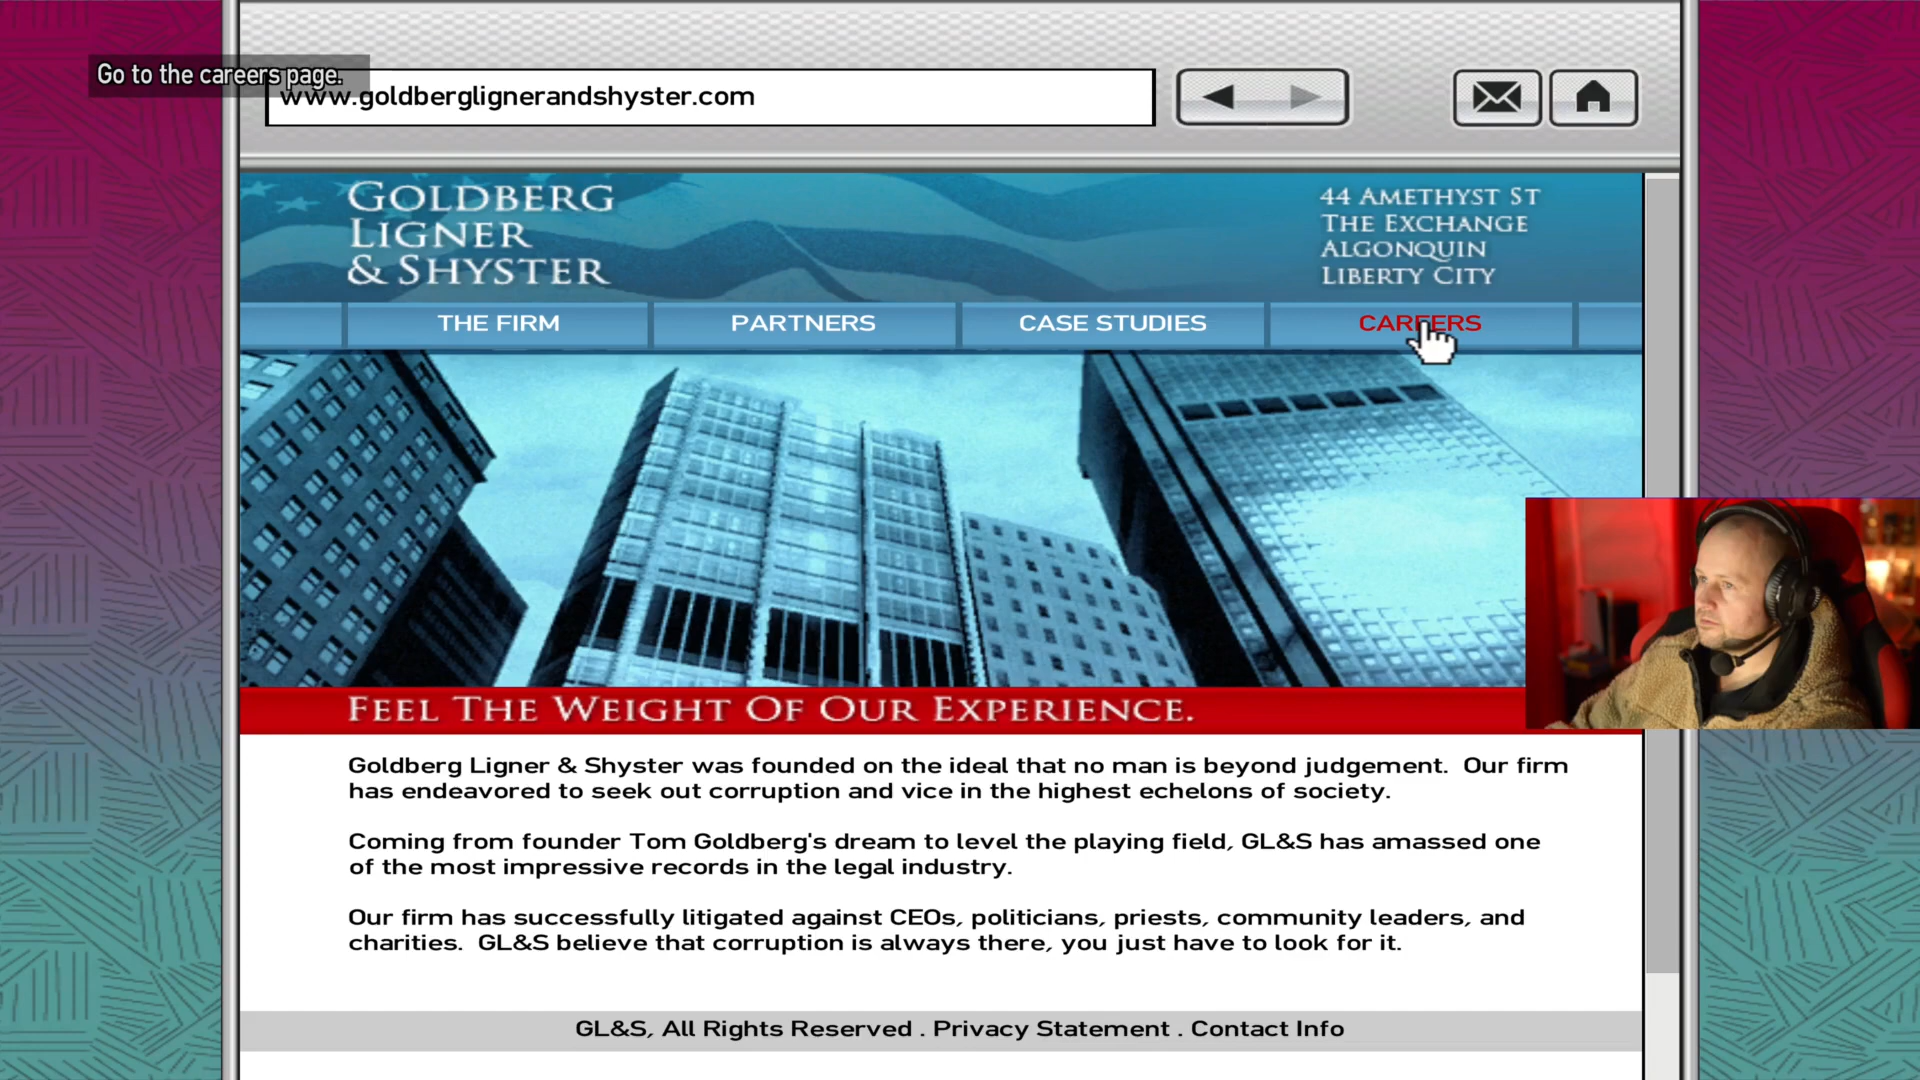 Go to the careers page.
www.goldberglignerandshyster.com
GOLDBERG
LIGNER
& SHYSTER
44 AMETHYST ST
THE EXCHANGE
ALGONQUIN
LIBERTY CITY
THE FIRM
PARTNERS
CASE STUDIES
CAREERS
FEEL THE WEIGHT OF OUR EXPERIENCE.
Goldberg Ligner & Shyster was founded on the ideal that no man is beyond judgement. Our firm
has endeavored to seek out corruption and vice in the highest echelons of society.
Coming from founder Tom Goldberg's dream to level the playing field, GL&S has amassed one
of the most impressive records in the legal industry.
Our firm has successfully litigated against CEOs, politicians, priests, community leaders, and
charities. GL&S believe that corruption is always there, you just have to look for it.
GL&S, All Rights Reserved . Privacy Statement . Contact Info